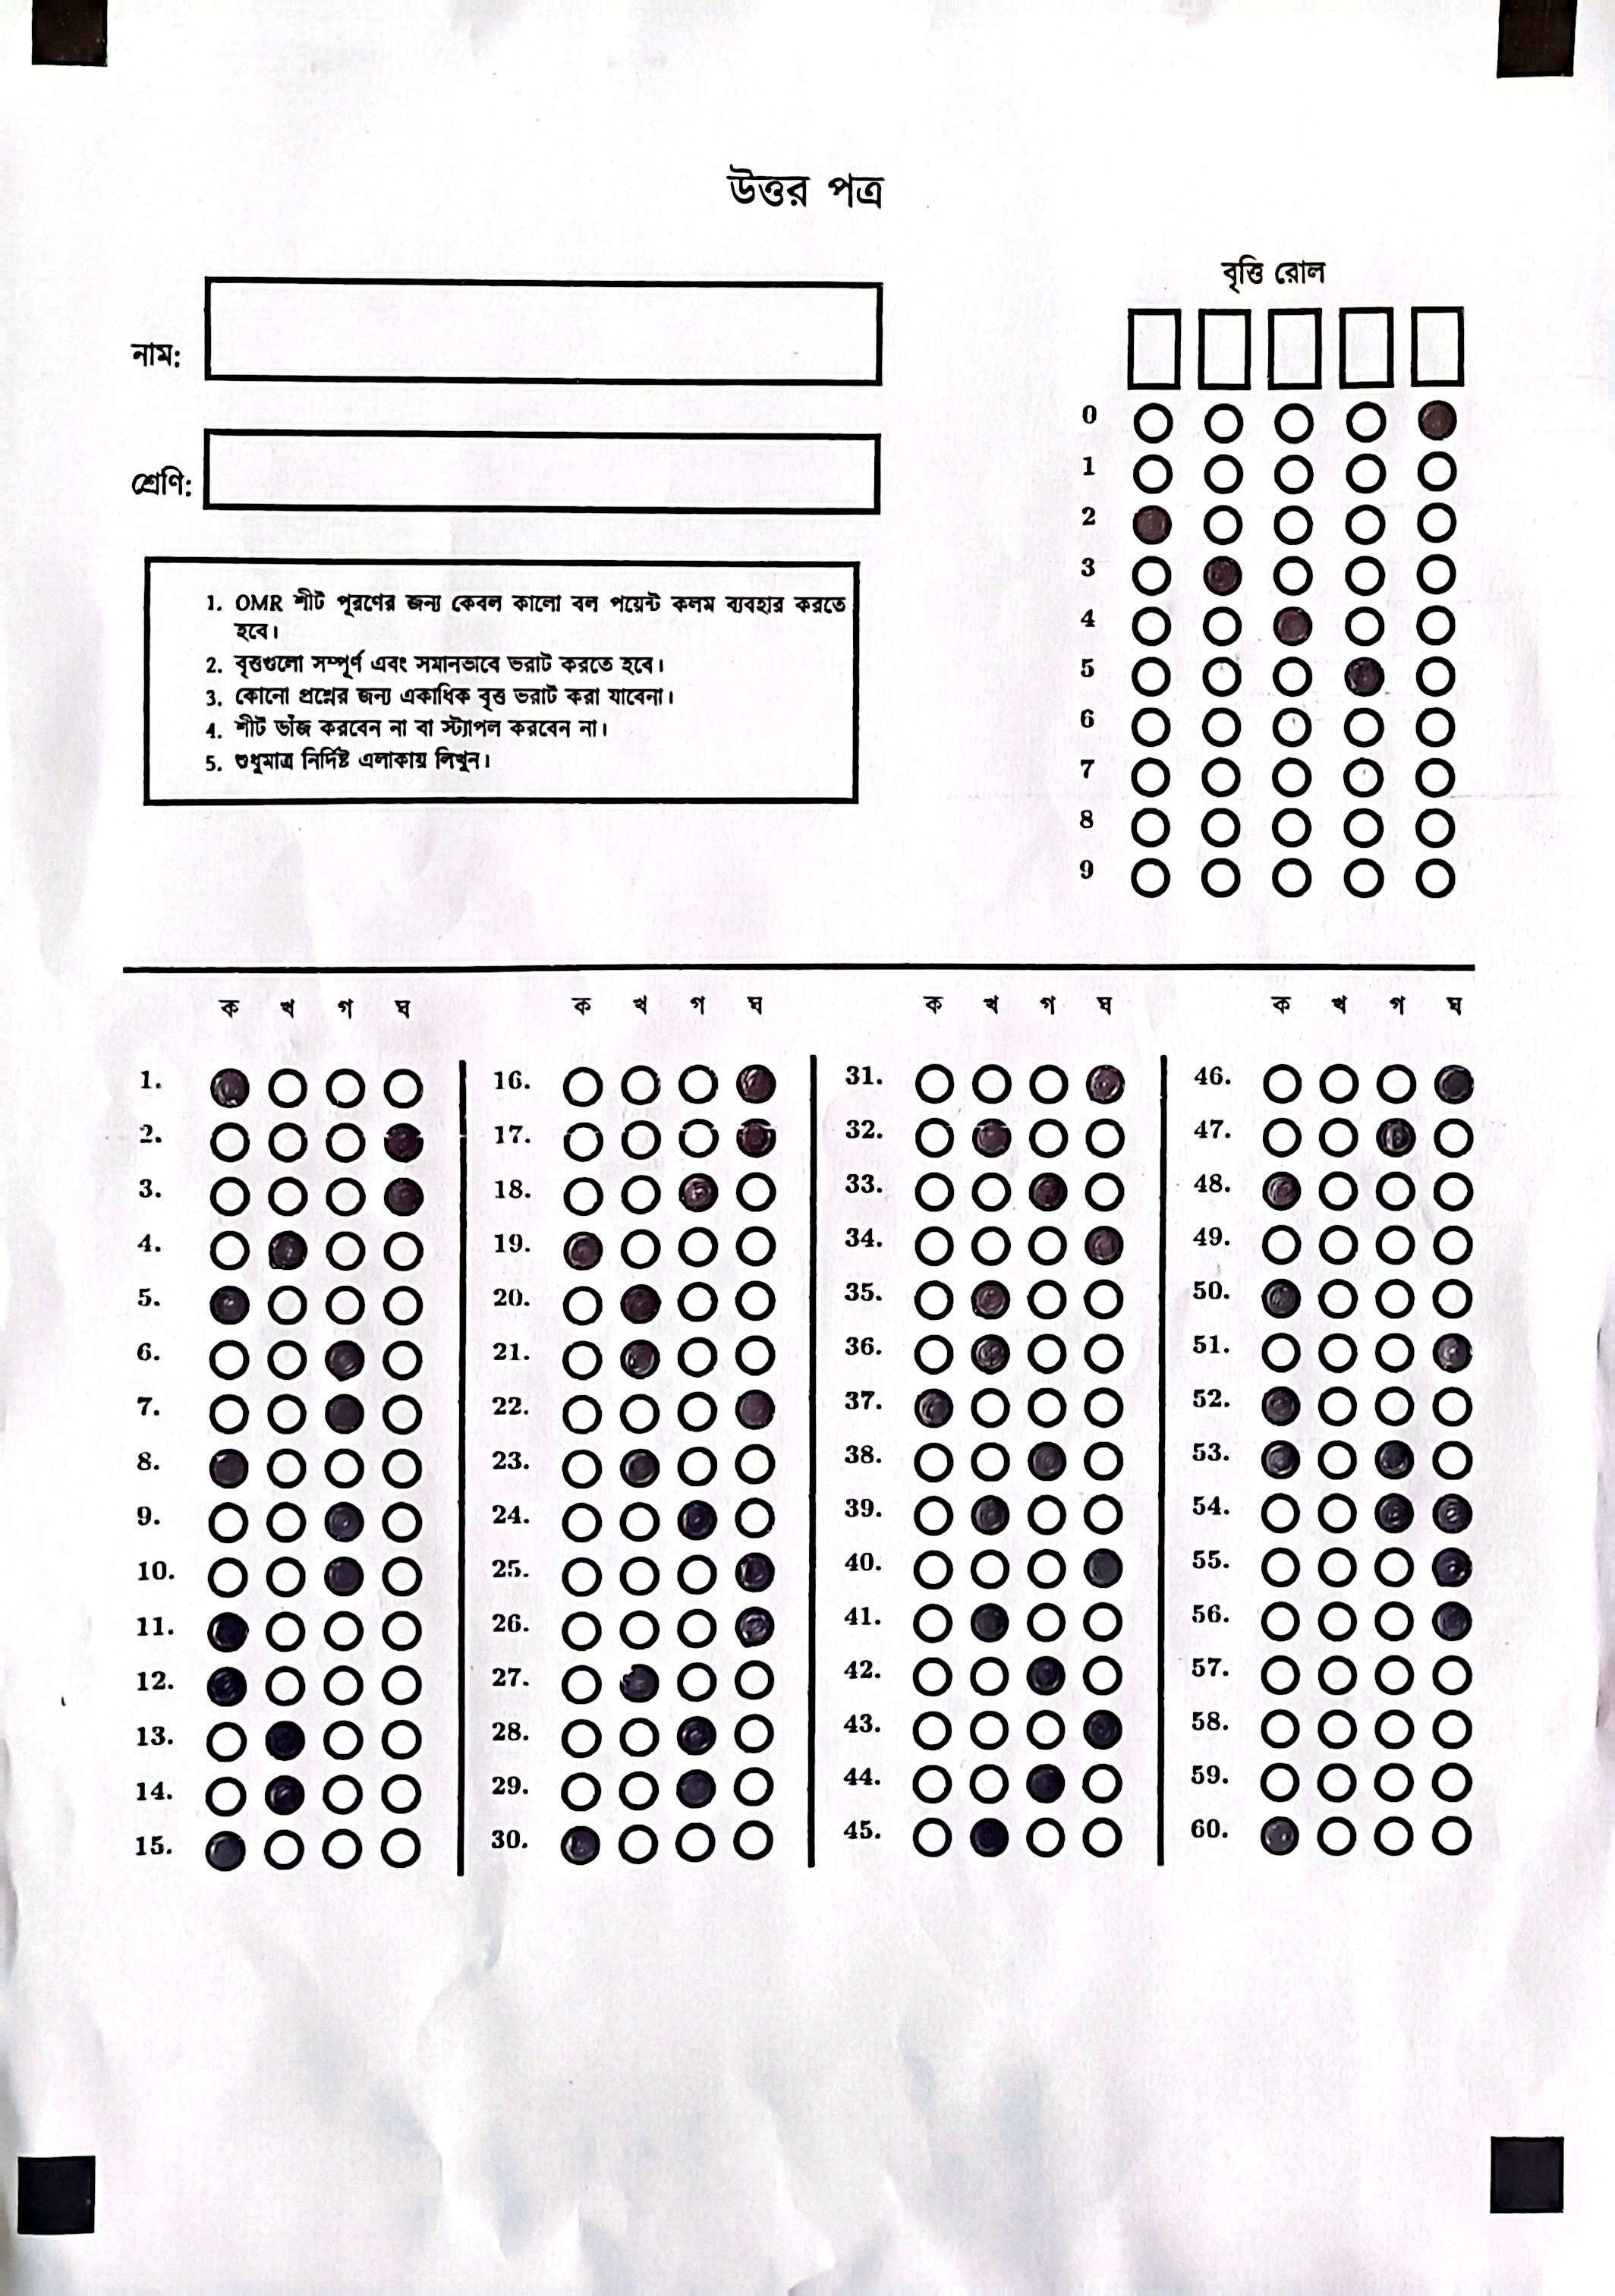 উত্তর পত্র
বৃত্তি রোল
নাম:
শ্রেণি:
0
1
2
3
4
5
6
7
8
9
1. OMR শীট পূরণের জন্য কেবল কালো বল পয়েন্ট কলম ব্যবহার করতে
হবে।
2. বৃত্তগুলো সম্পূর্ণ এবং সমানভাবে ভরাট করতে হবে।
3. কোনো প্রশ্নের জন্য একাধিক বৃত্ত ভরাট করা যাবেনা।
4. শীট ভাঁজ করবেন না বা স্ট্যাপল করবেন না।
5. শুধুমাত্র নির্দিষ্ট এলাকায় লিখুন।
ক খ গ ঘ ক খ গ ঘ ক খ গ ঘ ক খ গ ঘ
1. 16. 31. 46.
2. 17. 32. 47.
3. 18. 33. 48.
4. 19. 34. 49.
5. 20. 35. 50.
6. 21. 36. 51.
7. 22. 37. 52.
8. 23. 38. 53.
9. 24. 39. 54.
10. 25. 40. 55.
11. 26. 41. 56.
12. 27. 42. 57.
13. 28. 43. 58.
14. 29. 44. 59.
15. 30. 45. 60.